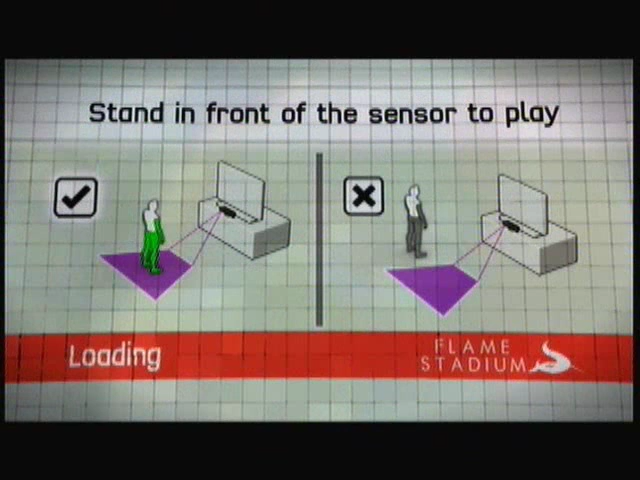 Stand in front of the sensor to play
Loading
FLAME
STADIUM